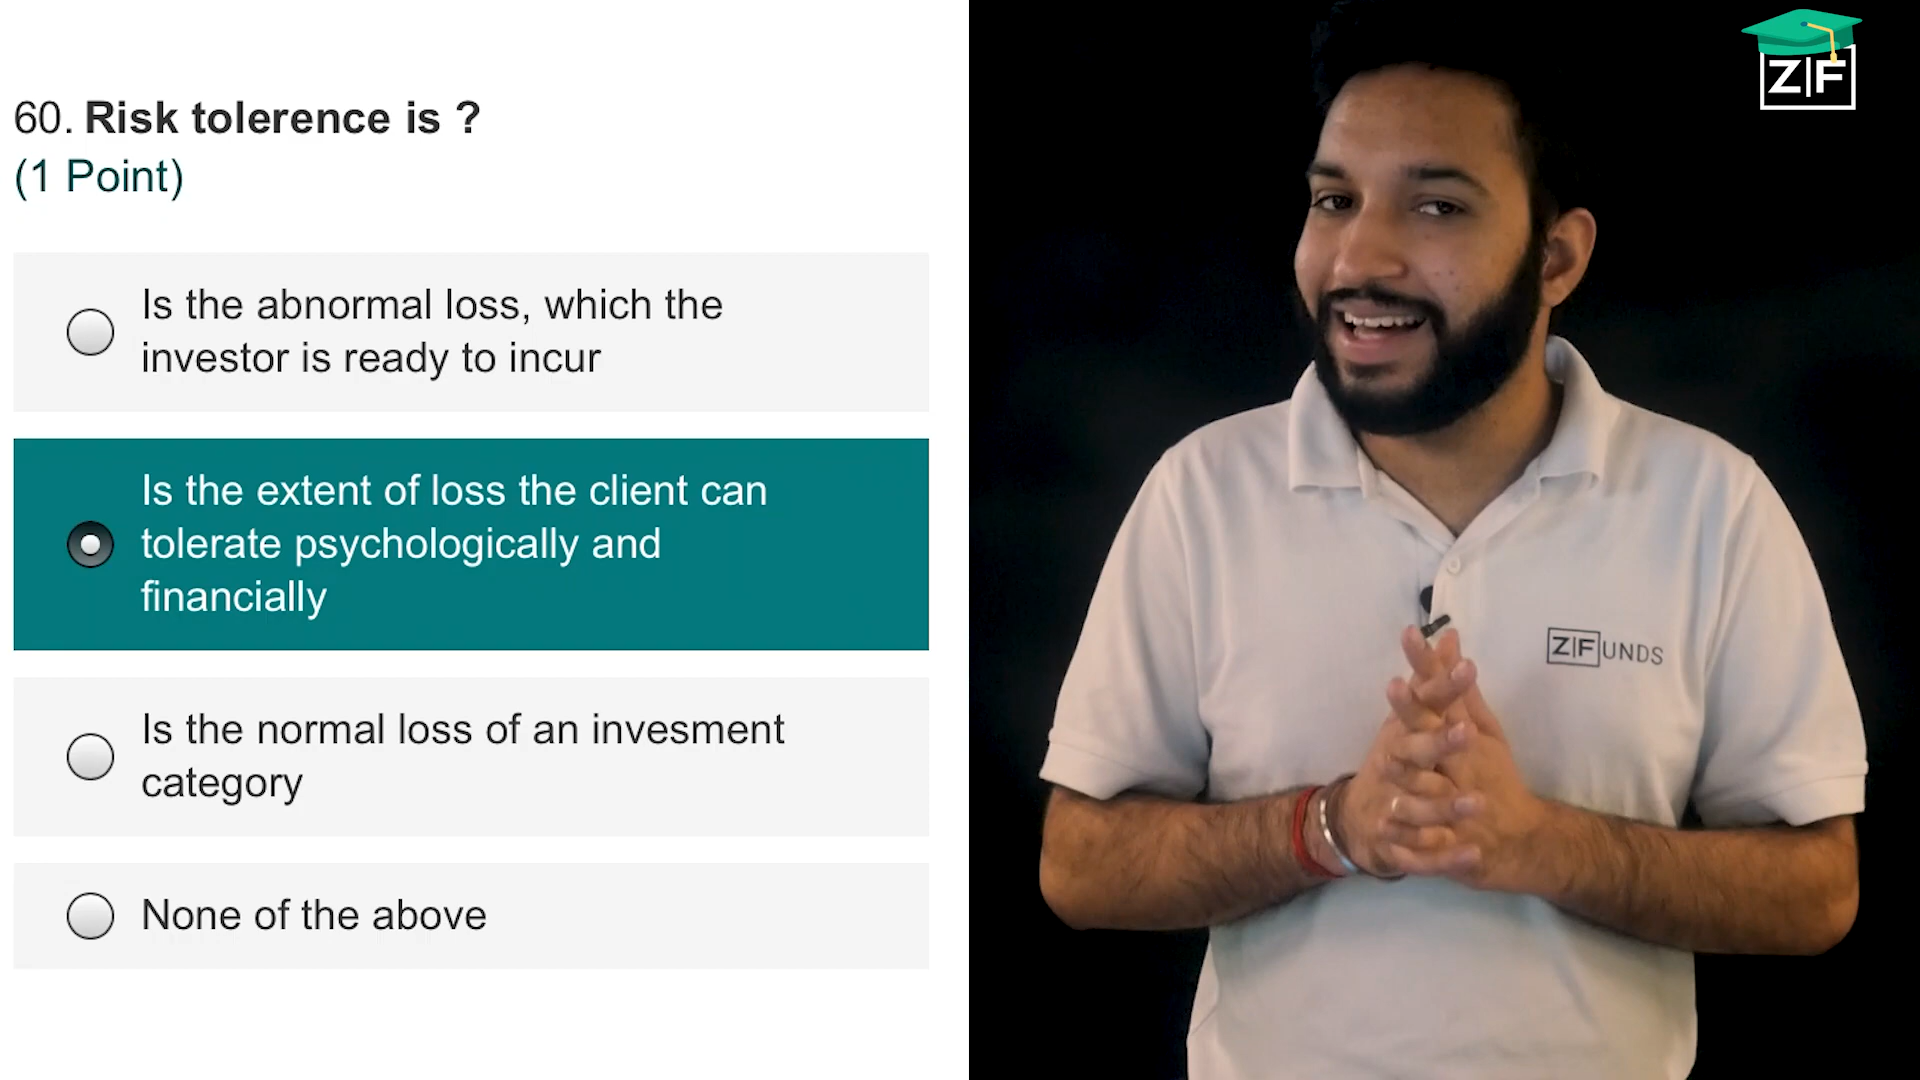 60. Risk tolerence is ?
(1 Point)
Is the abnormal loss, which the
investor is ready to incur
Is the extent of loss the client can
tolerate psychologically and
financially
Is the normal loss of an invesment
category
None of the above
Z|F
Z|FUNDS